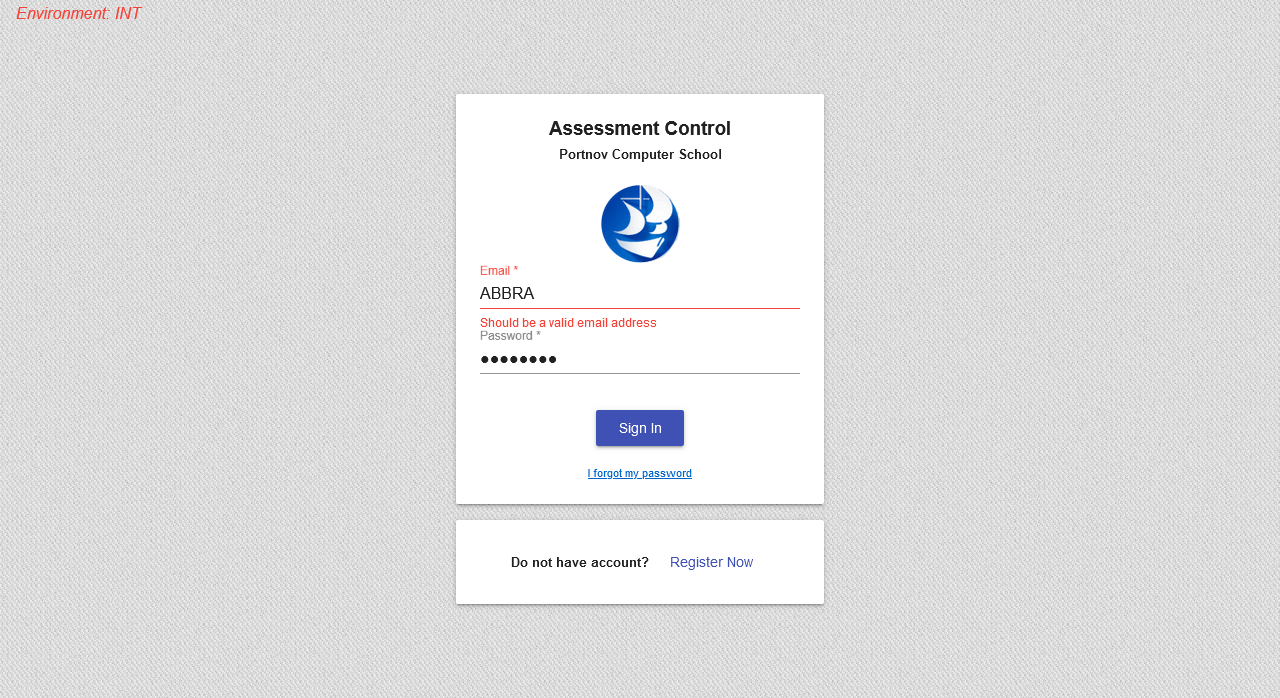 Environment: INT
Assessment Control
Portnov Computer School
Email *
ABBRA
Should be a valid email address
Password *
●●●●●●●●
Sign In
I forgot my password
Do not have account? Register Now